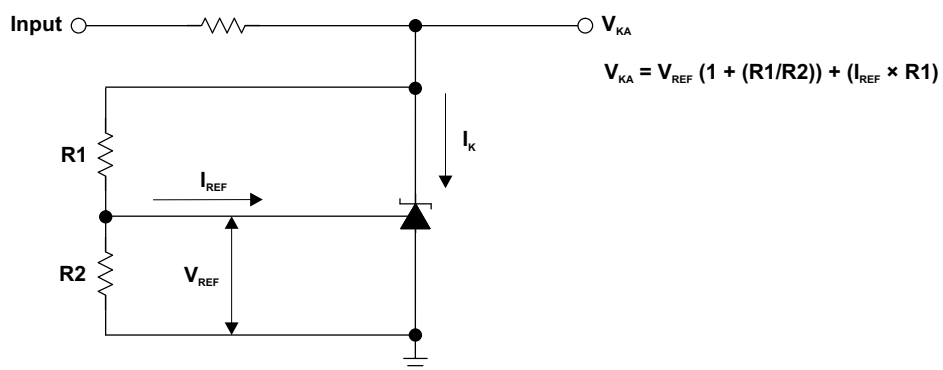 Input
V_KA
V_KA = V_REF (1 + (R1/R2)) + (I_REF × R1)
I_K
R1
I_REF
R2
V_REF